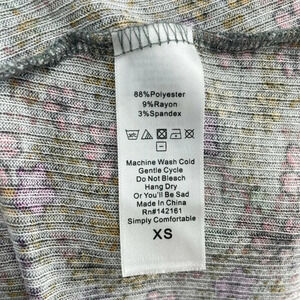 88%Polyester
9%Rayon
3%Spandex
Machine Wash Cold
Gentle Cycle
Do Not Bleach
Hang Dry
Or You'll Be Sad
Made In China
Rn#142161
Simply Comfortable
XS